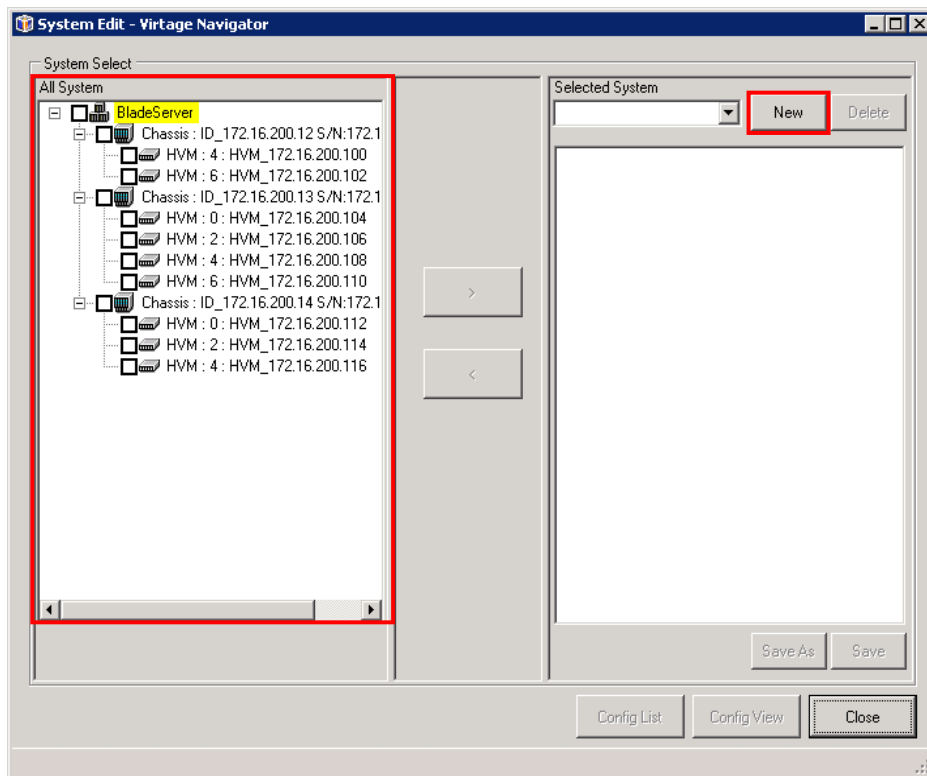 System Edit - Virtage Navigator
System Select
All System
BladeServer
Chassis : ID_172.16.200.12 S/N:172.1
HVM : 4 : HVM_172.16.200.100
HVM : 6 : HVM_172.16.200.102
Chassis : ID_172.16.200.13 S/N:172.1
HVM : 0 : HVM_172.16.200.104
HVM : 2 : HVM_172.16.200.106
HVM : 4 : HVM_172.16.200.108
HVM : 6 : HVM_172.16.200.110
Chassis : ID_172.16.200.14 S/N:172.1
HVM : 0 : HVM_172.16.200.112
HVM : 2 : HVM_172.16.200.114
HVM : 4 : HVM_172.16.200.116
>
<
Selected System
New
Delete
Save As
Save
Config List
Config View
Close